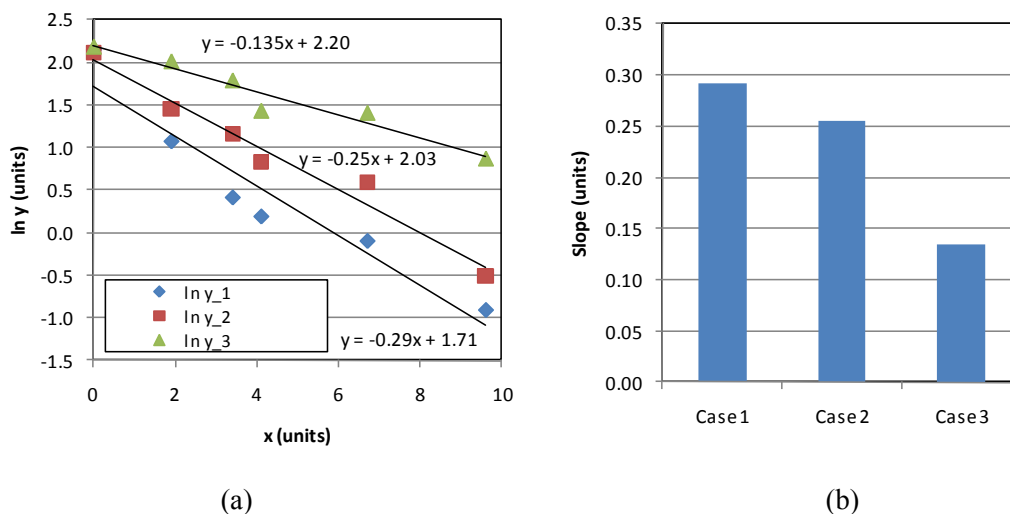 2.5
2.0
1.5
1.0
0.5
0.0
-0.5
-1.0
-1.5
ln y (units)
y = -0.135x + 2.20
y = -0.25x + 2.03
y = -0.29x + 1.71
ln y_1
ln y_2
ln y_3
0 2 4 6 8 10
x (units)
(a)
0.35
0.30
0.25
0.20
0.15
0.10
0.05
0.00
Slope (units)
Case 1 Case 2 Case 3
(b)